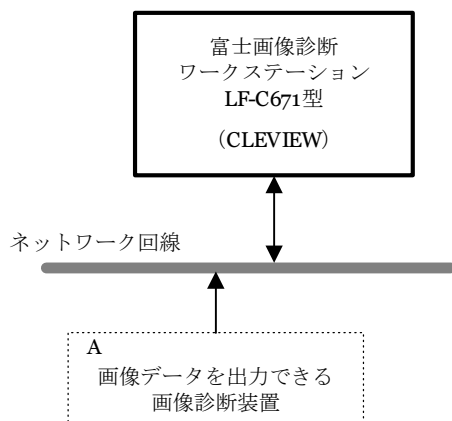 富士画像診断
ワークステーション
LF-C671型
（CLEVIEW）
ネットワーク回線
A
画像データを出力できる
画像診断装置